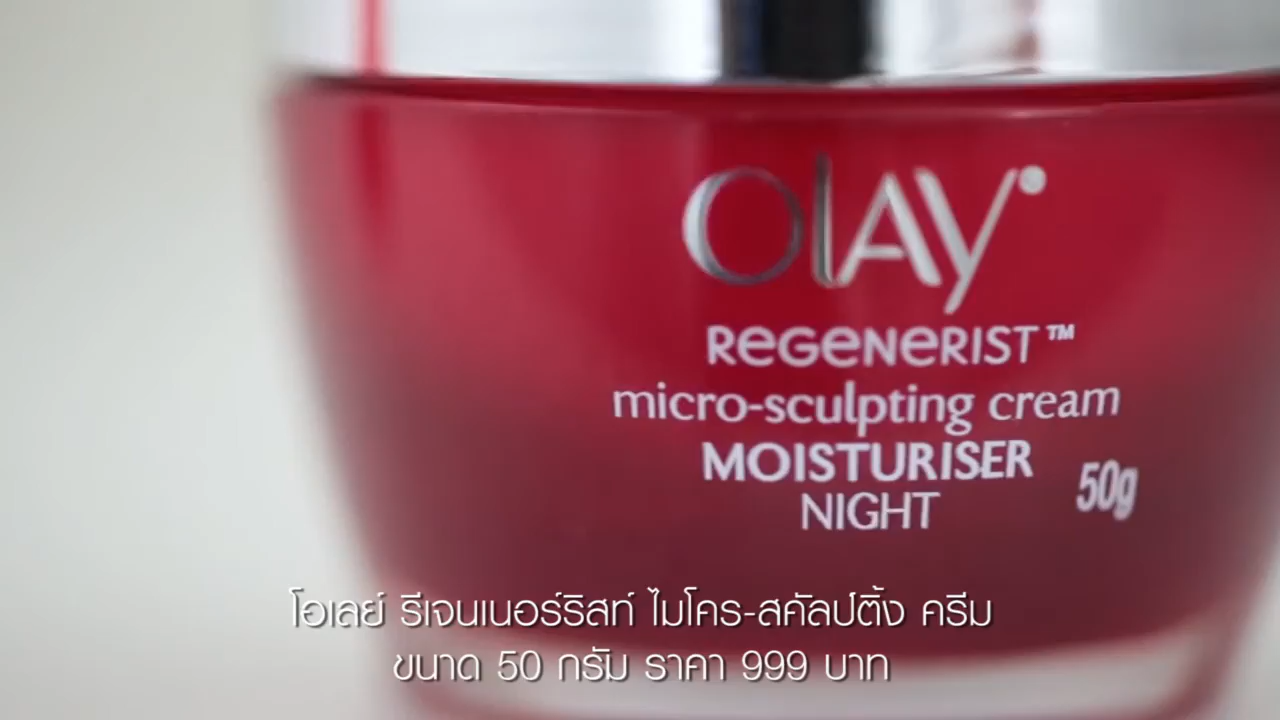 OLAY
REGENERIST™
micro-sculpting cream
MOISTURISER
NIGHT
50g
โอเลย์ รีเจนเนอร์ริสท์ ไมโคร-สคัลป์ติ้ง ครีม
ขนาด 50 กรัม ราคา 999 บาท